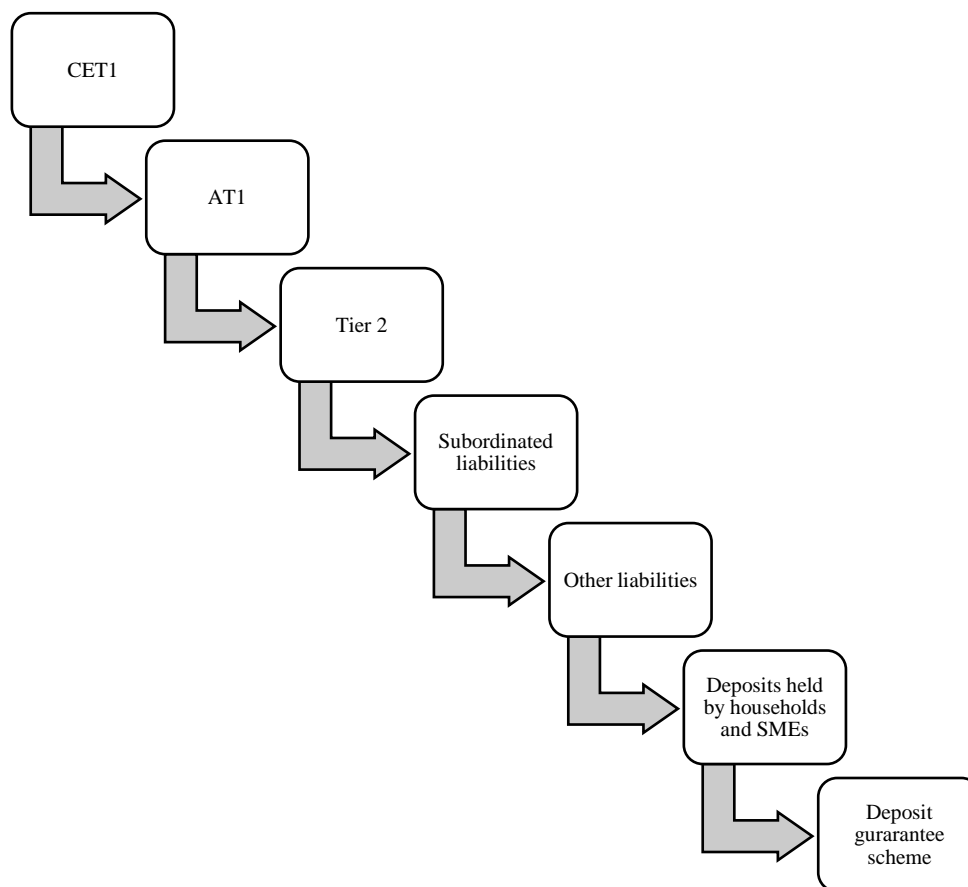 CET1
AT1
Tier 2
Subordinated
liabilities
Other liabilities
Deposits held
by households
and SMEs
Deposit
gurarantee
scheme